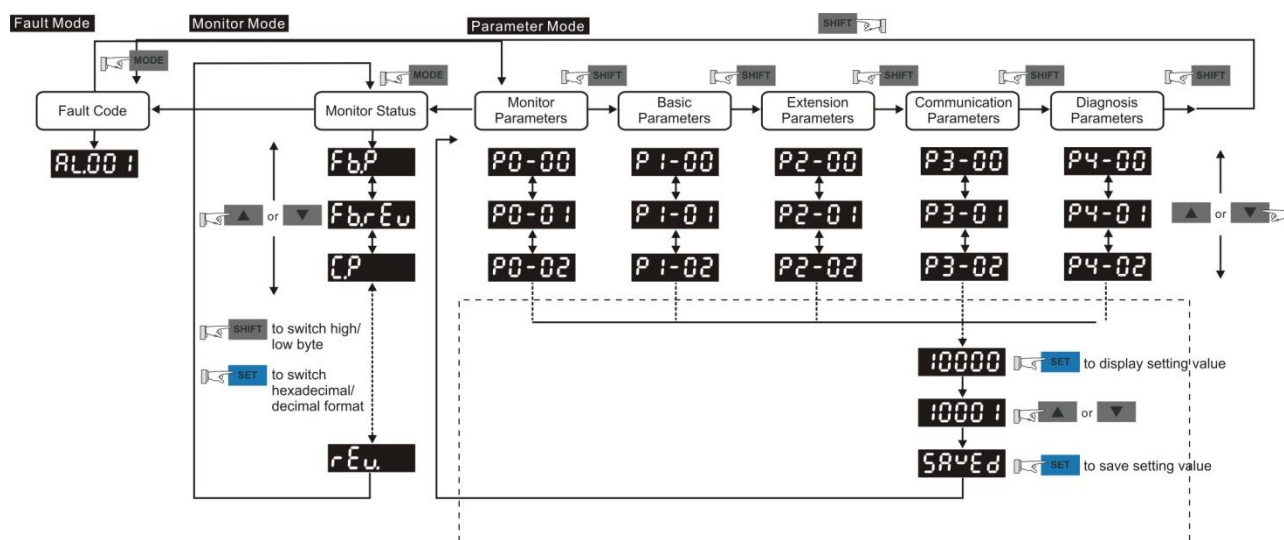 Fault Mode
Monitor Mode
Parameter Mode
SHIFT
MODE
MODE
SHIFT
SHIFT
SHIFT
SHIFT
SHIFT
Fault Code
Monitor Status
Monitor
Parameters
Basic
Parameters
Extension
Parameters
Communication
Parameters
Diagnosis
Parameters
AL.001
Fb.P
P0-00
P1-00
P2-00
P3-00
P4-00
▲ or ▼
Fb.rEu
P0-01
P1-01
P2-01
P3-01
P4-01
▲ or ▼
C.P
P0-02
P1-02
P2-02
P3-02
P4-02
SHIFT to switch high/
low byte
SET to switch
hexadecimal/
decimal format
rEu.
10000
SET to display setting value
10001
▲ or ▼
SAvEd
SET to save setting value